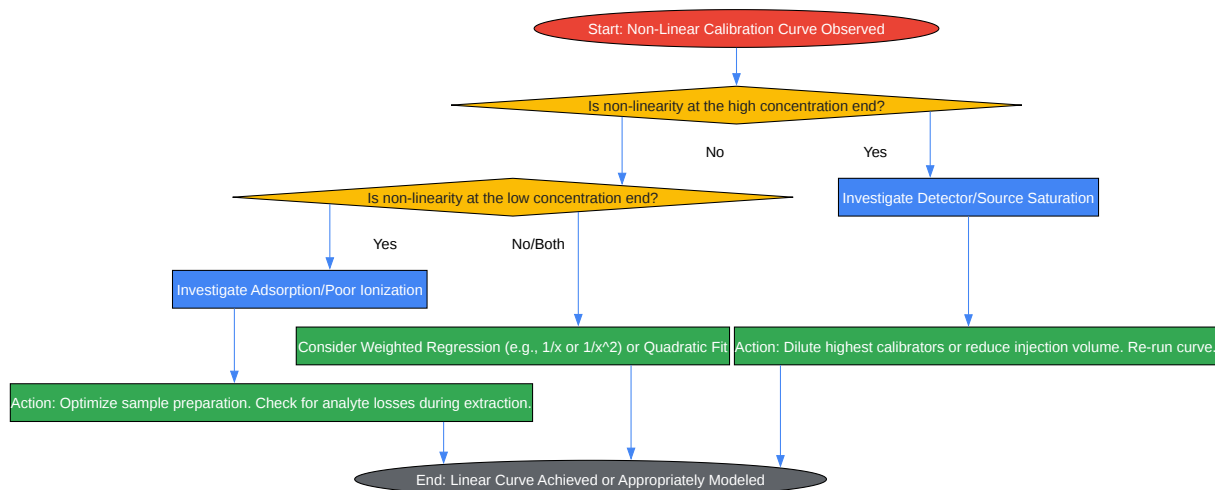 Start: Non-Linear Calibration Curve Observed
Is non-linearity at the high concentration end?
No
Yes
Is non-linearity at the low concentration end?
Investigate Detector/Source Saturation
Yes
No/Both
Investigate Adsorption/Poor Ionization
Consider Weighted Regression (e.g., 1/x or 1/x^2) or Quadratic Fit
Action: Dilute highest calibrators or reduce injection volume. Re-run curve.
Action: Optimize sample preparation. Check for analyte losses during extraction.
End: Linear Curve Achieved or Appropriately Modeled